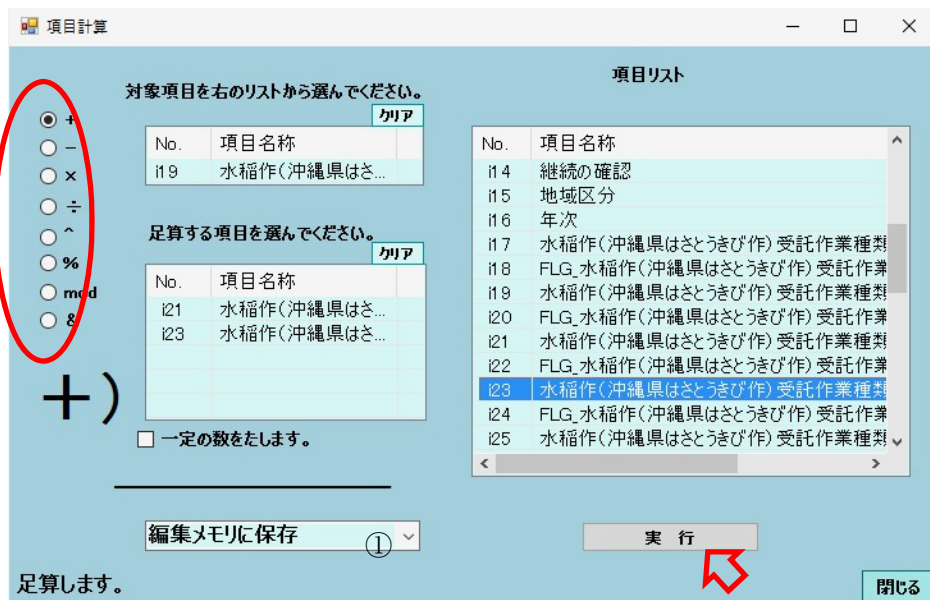 項目計算
対象項目を右のリストから選んでください。
クリア
No. 項目名称
i19 水稲作(沖縄県はさ...
足算する項目を選んでください。
クリア
No. 項目名称
i21 水稲作(沖縄県はさ...
i23 水稲作(沖縄県はさ...
+
−
×
÷
^
%
mod
&
+)
一定の数をたします。
編集メモリに保存 ①
足算します。
項目リスト
No. 項目名称
i14 継続の確認
i15 地域区分
i16 年次
i17 水稲作(沖縄県はさとうきび作)受託作業種類
i18 FLG_水稲作(沖縄県はさとうきび作)受託作業
i19 水稲作(沖縄県はさとうきび作)受託作業種類
i20 FLG_水稲作(沖縄県はさとうきび作)受託作業
i21 水稲作(沖縄県はさとうきび作)受託作業種類
i22 FLG_水稲作(沖縄県はさとうきび作)受託作業
i23 水稲作(沖縄県はさとうきび作)受託作業種類
i24 FLG_水稲作(沖縄県はさとうきび作)受託作業
i25 水稲作(沖縄県はさとうきび作)受託作業種類
実 行
閉じる